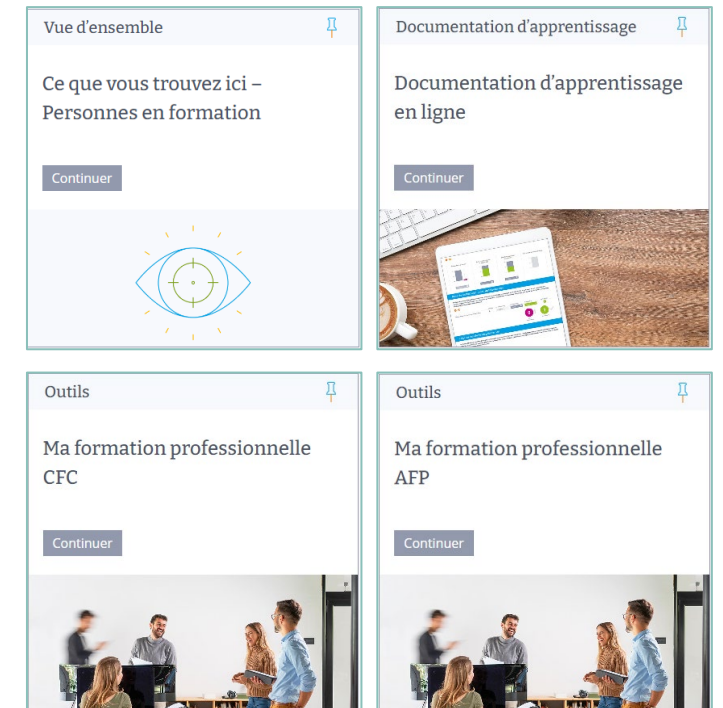 Vue d'ensemble
Ce que vous trouvez ici –
Personnes en formation
Continuer
Documentation d'apprentissage
Documentation d'apprentissage
en ligne
Continuer
Outils
Ma formation professionnelle
CFC
Continuer
Outils
Ma formation professionnelle
AFP
Continuer